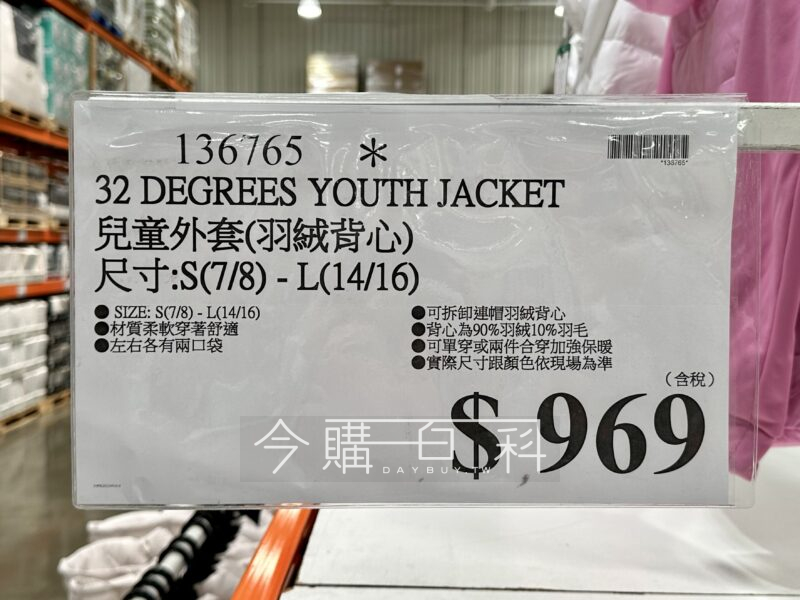 136765 *
*136765*
32 DEGREES YOUTH JACKET
兒童外套(羽絨背心)
尺寸:S(7/8) - L(14/16)
● SIZE: S(7/8) - L(14/16)
●材質柔軟穿著舒適
●左右各有兩口袋
●可拆卸連帽羽絨背心
●背心為90%羽絨10%羽毛
●可單穿或兩件合穿加強保暖
●實際尺寸跟顏色依現場為準
(含稅)
$ 969
今購百科
DAYBUY.TW